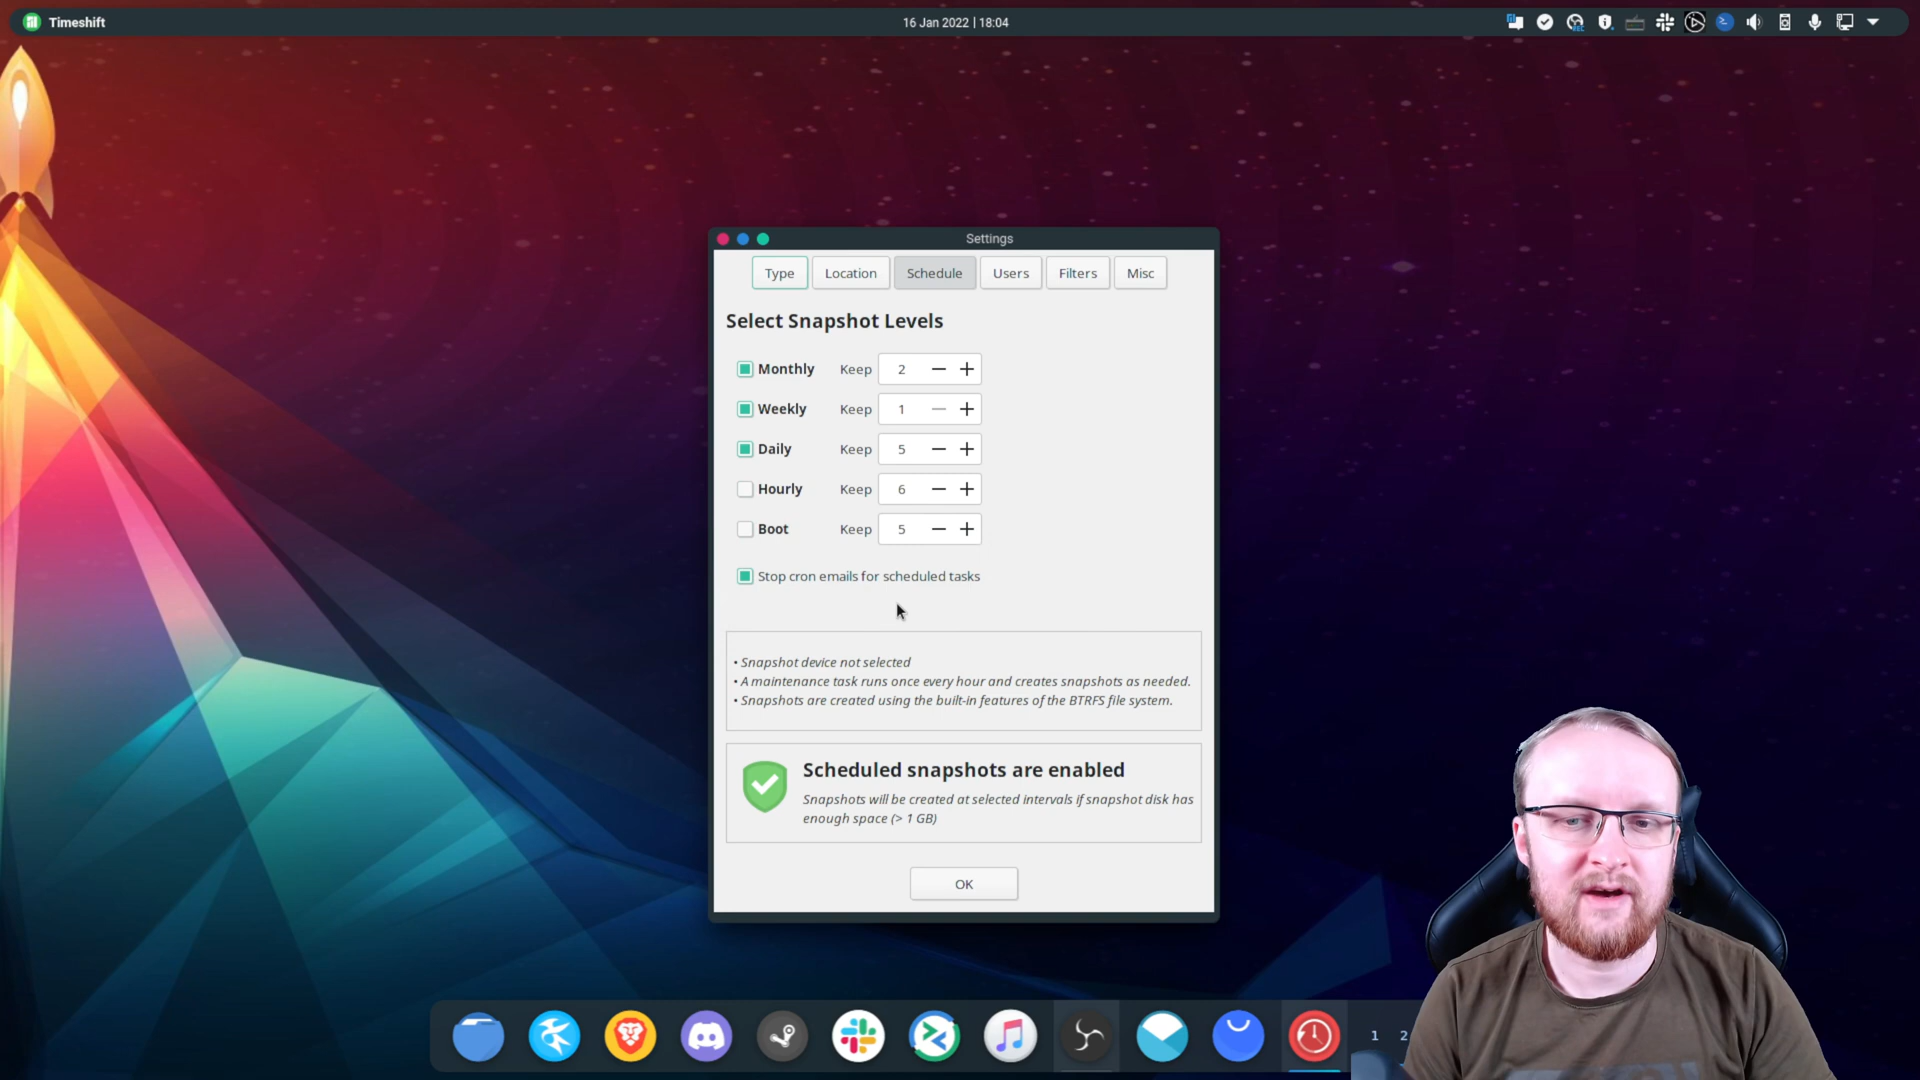 Timeshift
16 Jan 2022 | 18:04
Settings
Type Location Schedule Users Filters Misc
Select Snapshot Levels
Monthly Keep 2 — +
Weekly Keep 1 — +
Daily Keep 5 — +
Hourly Keep 6 — +
Boot Keep 5 — +
Stop cron emails for scheduled tasks
• Snapshot device not selected
• A maintenance task runs once every hour and creates snapshots as needed.
• Snapshots are created using the built-in features of the BTRFS file system.
Scheduled snapshots are enabled
Snapshots will be created at selected intervals if snapshot disk has
enough space (> 1 GB)
OK
1 2